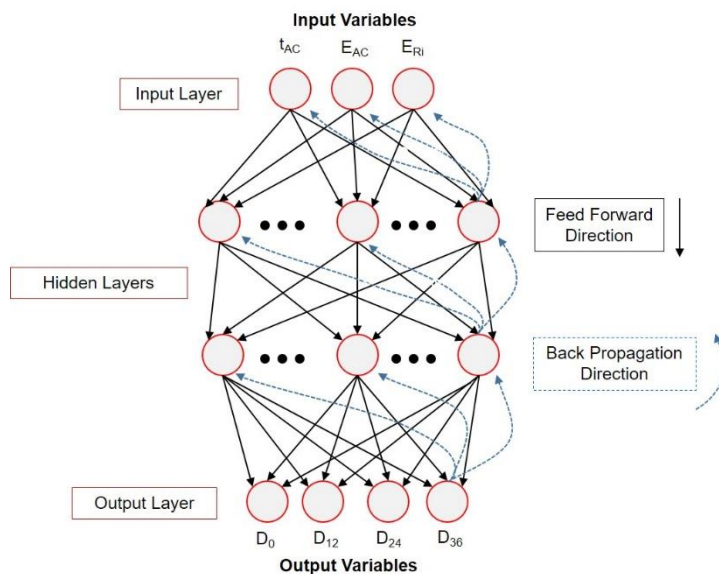 Input Variables
tAC EAC ERi
Input Layer
Feed Forward
Direction
Hidden Layers
Back Propagation
Direction
Output Layer
D0 D12 D24 D36
Output Variables